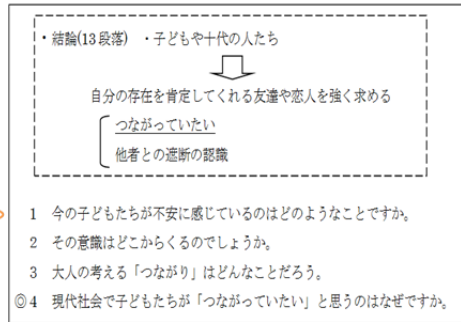 ・結論(13段落)　・子どもや十代の人たち
自分の存在を肯定してくれる友達や恋人を強く求める
つながっていたい
他者との遮断の認識
1　今の子どもたちが不安に感じているのはどのようなことですか。
2　その意識はどこからくるのでしょうか。
3　大人の考える「つながり」はどんなことだろう。
◎4　現代社会で子どもたちが「つながっていたい」と思うのはなぜですか。